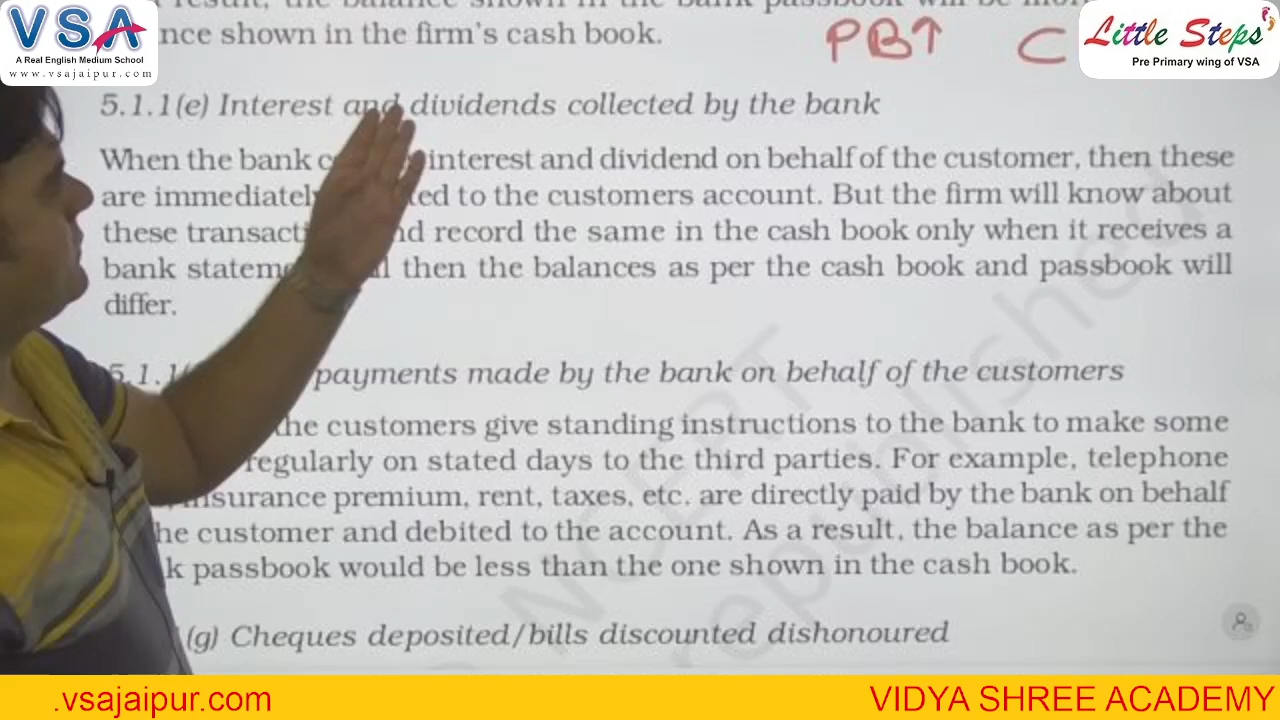 VSA
A Real English Medium School
www.vsajaipur.com
Little Steps
Pre Primary wing of VSA
nce shown in the firm's cash book.
PB↑ C
5.1.1(e) Interest and dividends collected by the bank
When the bank interest and dividend on behalf of the customer, then these
are immediately ted to the customers account. But the firm will know about
these transacti nd record the same in the cash book only when it receives a
bank statem then the balances as per the cash book and passbook will
differ.
5.1.1 payments made by the bank on behalf of the customers
the customers give standing instructions to the bank to make some
regularly on stated days to the third parties. For example, telephone
insurance premium, rent, taxes, etc. are directly paid by the bank on behalf
he customer and debited to the account. As a result, the balance as per the
k passbook would be less than the one shown in the cash book.
(g) Cheques deposited/bills discounted dishonoured
NCERT
republished
.vsajaipur.com
VIDYA SHREE ACADEMY